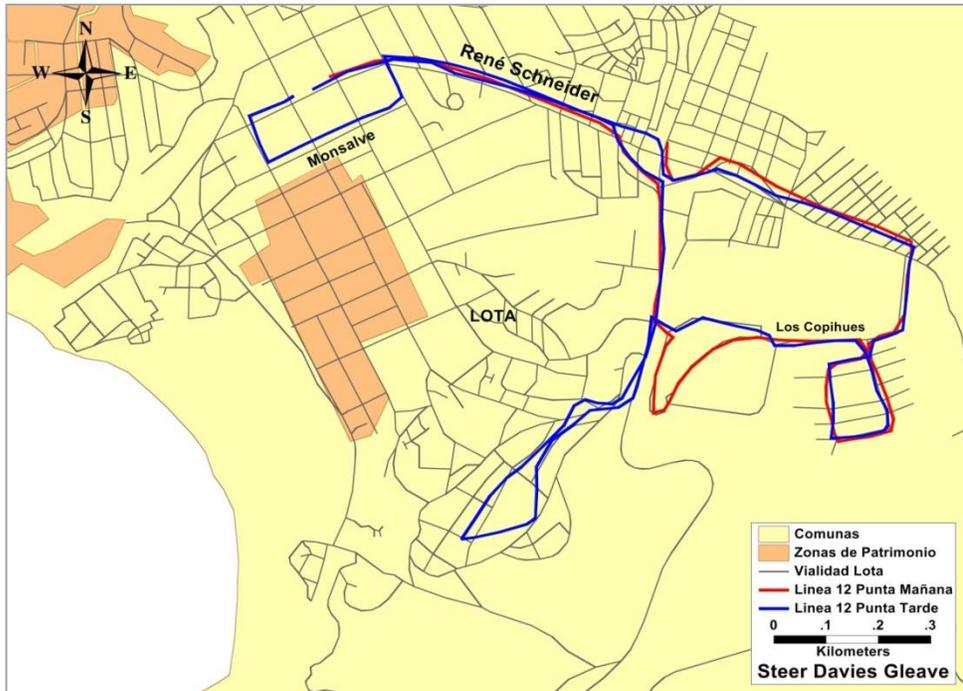 N
W E
S
René Schneider
Monsalve
LOTA
Los Copihues
Comunas
Zonas de Patrimonio
Vialidad Lota
Linea 12 Punta Mañana
Linea 12 Punta Tarde
0 .1 .2 .3
Kilometers
Steer Davies Gleave